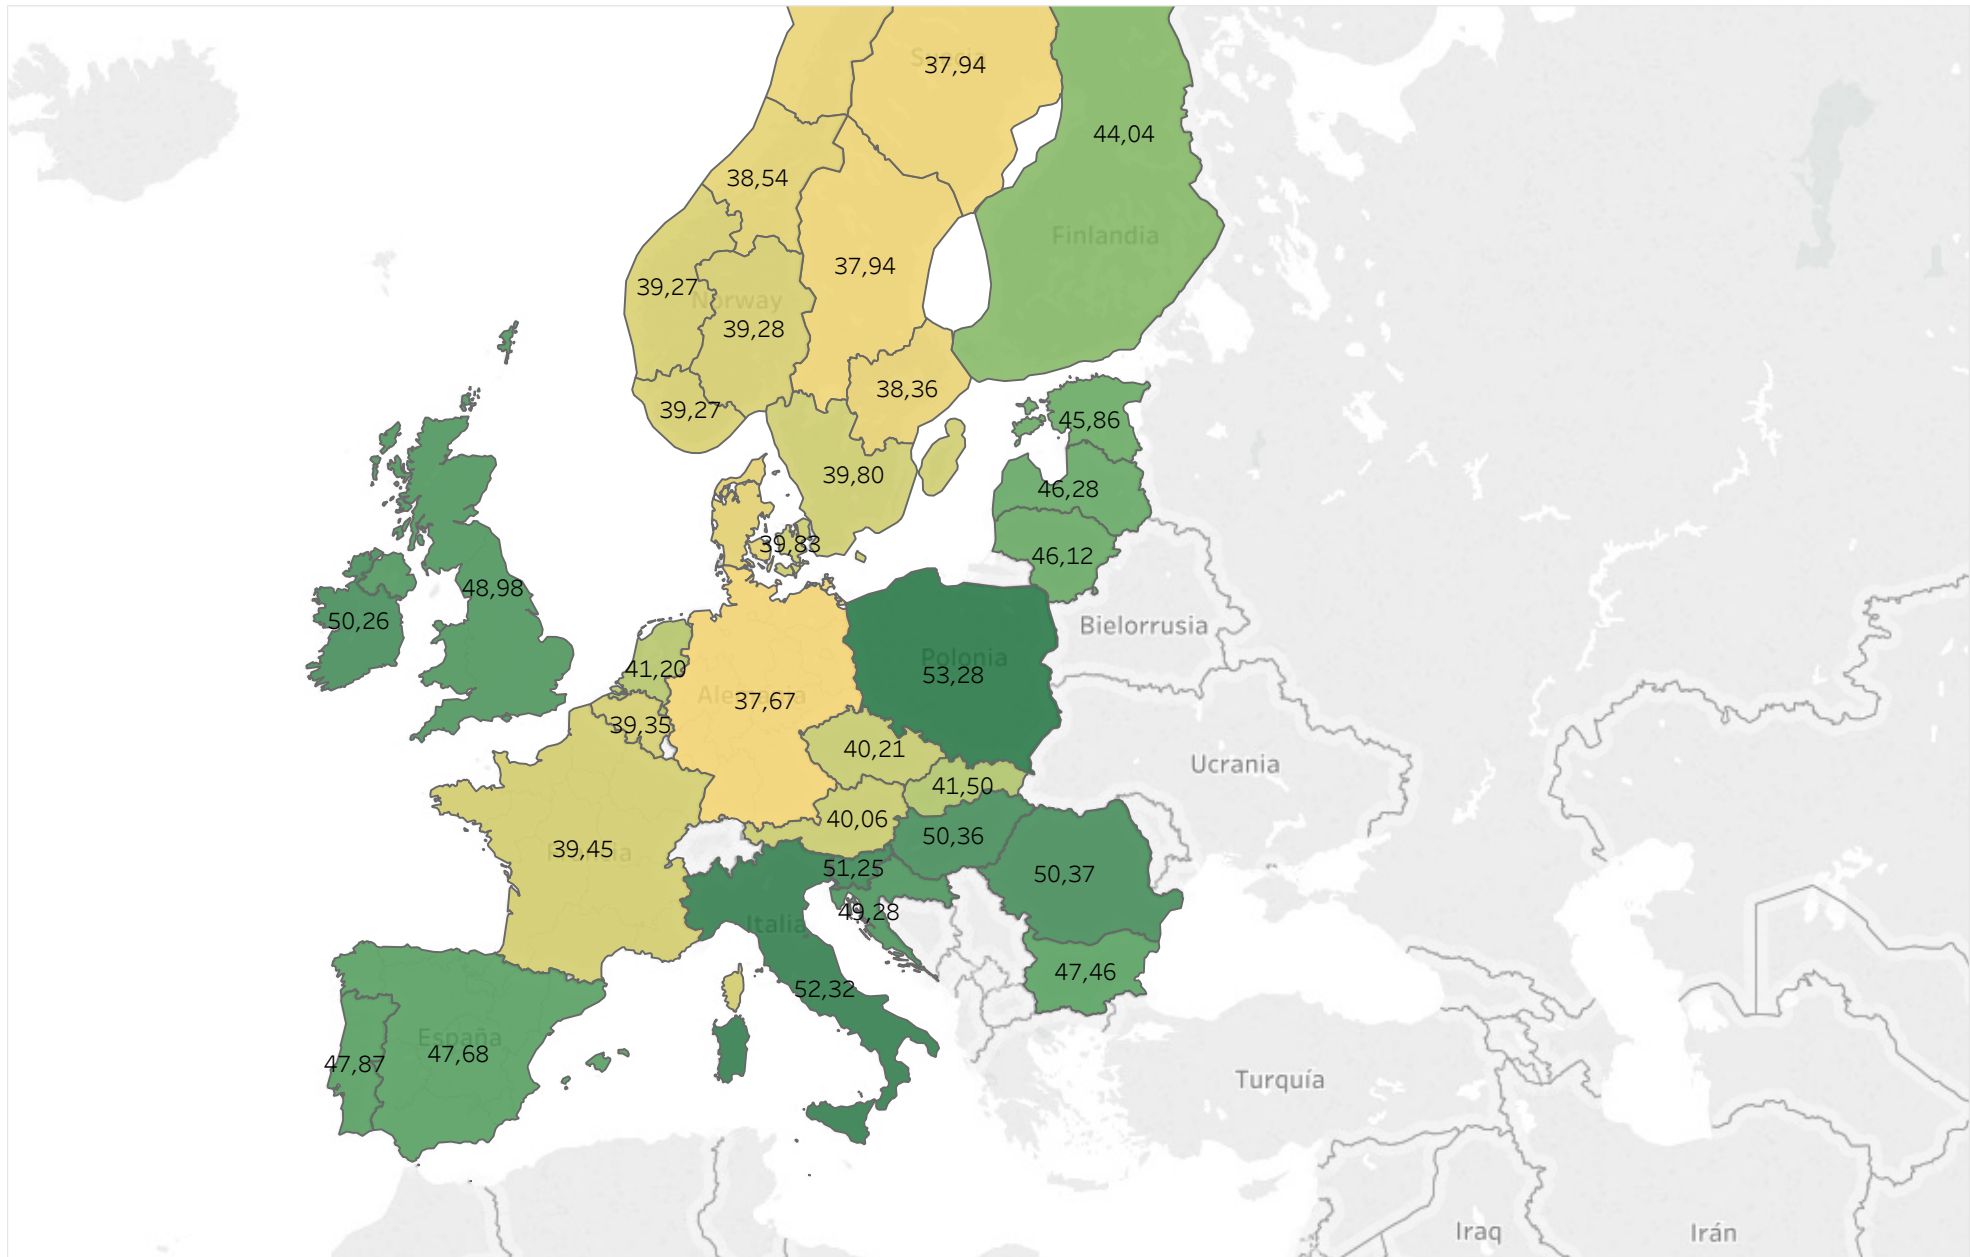 Suecia
37,94
44,04
38,54
Finlandia
37,94
39,27
Norway
39,28
38,36
39,27
45,86
39,80
46,28
39,83
46,12
48,98
50,26
Bielorrusia
Polonia
41,20
53,28
Alemania
37,67
39,35
40,21
Ucrania
41,50
40,06
50,36
39,45
Francia
51,25
50,37
49,28
Italia
47,46
52,32
España
47,68
47,87
Turquía
Iraq
Irán